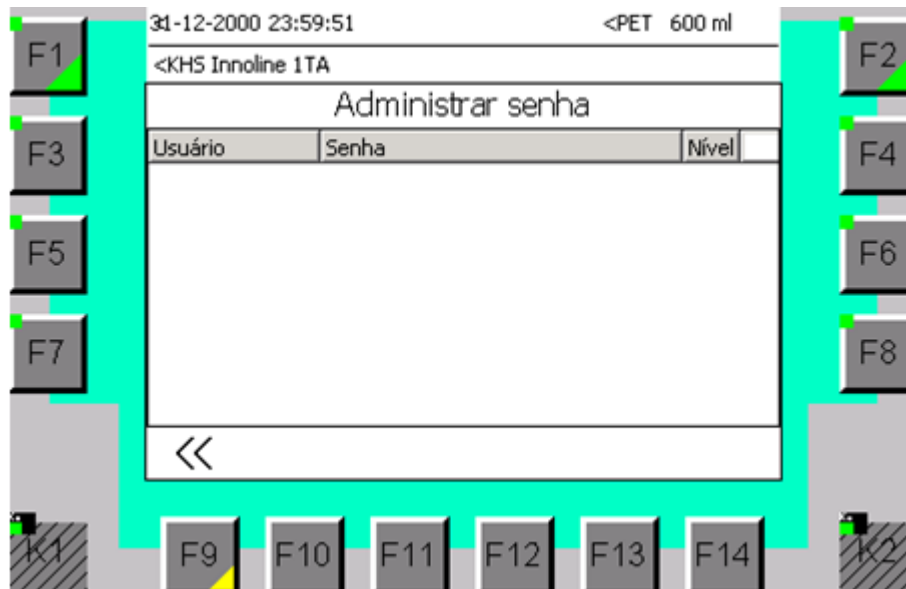 31-12-2000 23:59:51 <PET 600 ml
<KHS Innoline 1TA
Administrar senha
Usuário Senha Nível
<<
F1 F2
F3 F4
F5 F6
F7 F8
K1 F9 F10 F11 F12 F13 F14 K2